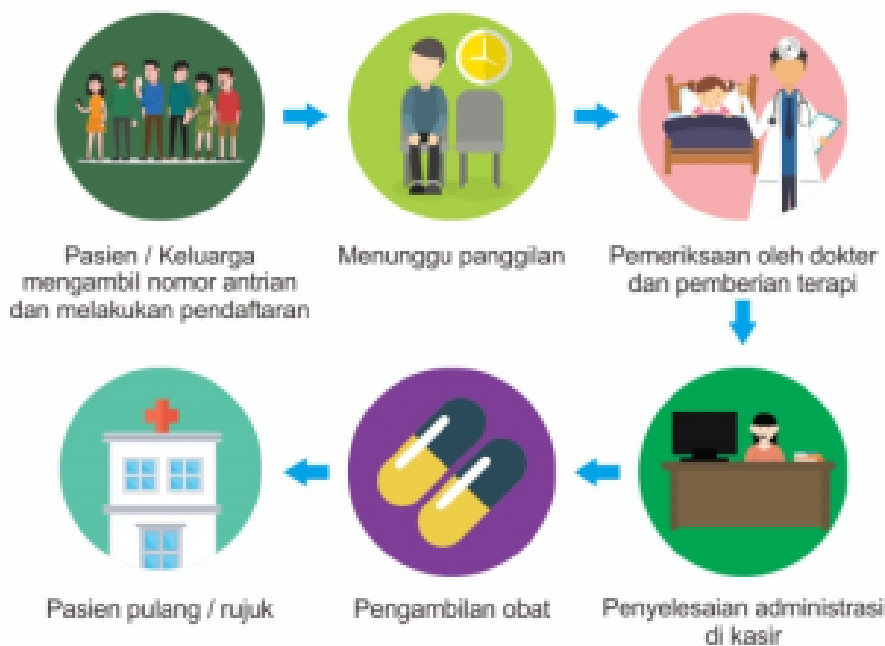 Pasien / Keluarga
mengambil nomor antrian
dan melakukan pendaftaran
Menunggu panggilan
Pemeriksaan oleh dokter
dan pemberian terapi
Penyelesaian administrasi
di kasir
Pengambilan obat
Pasien pulang / rujuk